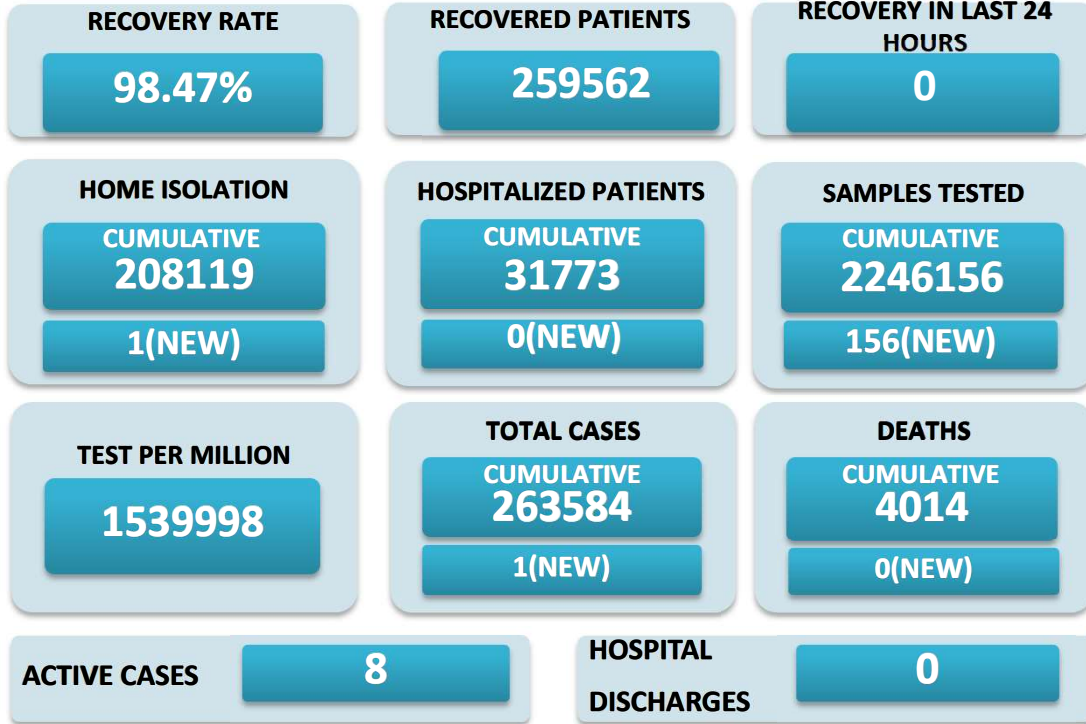 RECOVERY RATE
98.47%
RECOVERED PATIENTS
259562
RECOVERY IN LAST 24
HOURS
0
HOME ISOLATION
CUMULATIVE
208119
1(NEW)
HOSPITALIZED PATIENTS
CUMULATIVE
31773
0(NEW)
SAMPLES TESTED
CUMULATIVE
2246156
156(NEW)
TEST PER MILLION
1539998
TOTAL CASES
CUMULATIVE
263584
1(NEW)
DEATHS
CUMULATIVE
4014
0(NEW)
ACTIVE CASES
8
HOSPITAL
DISCHARGES
0